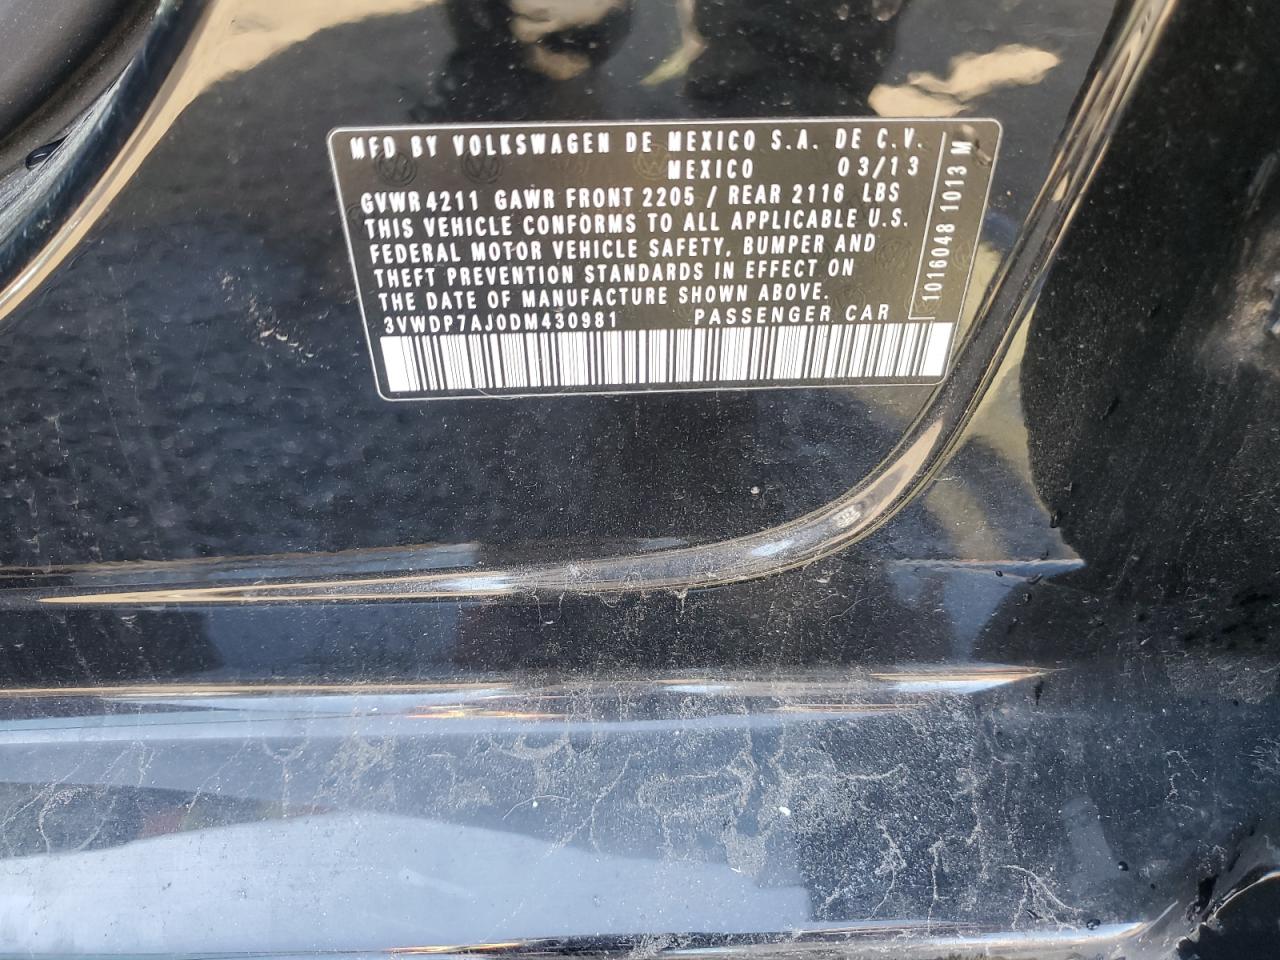 MFD BY VOLKSWAGEN DE MEXICO S.A. DE C.V.
MEXICO 03/13
GVWR 4211 GAWR FRONT 2205 / REAR 2116 LBS
THIS VEHICLE CONFORMS TO ALL APPLICABLE U.S.
FEDERAL MOTOR VEHICLE SAFETY, BUMPER AND
THEFT PREVENTION STANDARDS IN EFFECT ON
THE DATE OF MANUFACTURE SHOWN ABOVE.
3VWDP7AJ0DM430981 PASSENGER CAR
1016048 1013 M